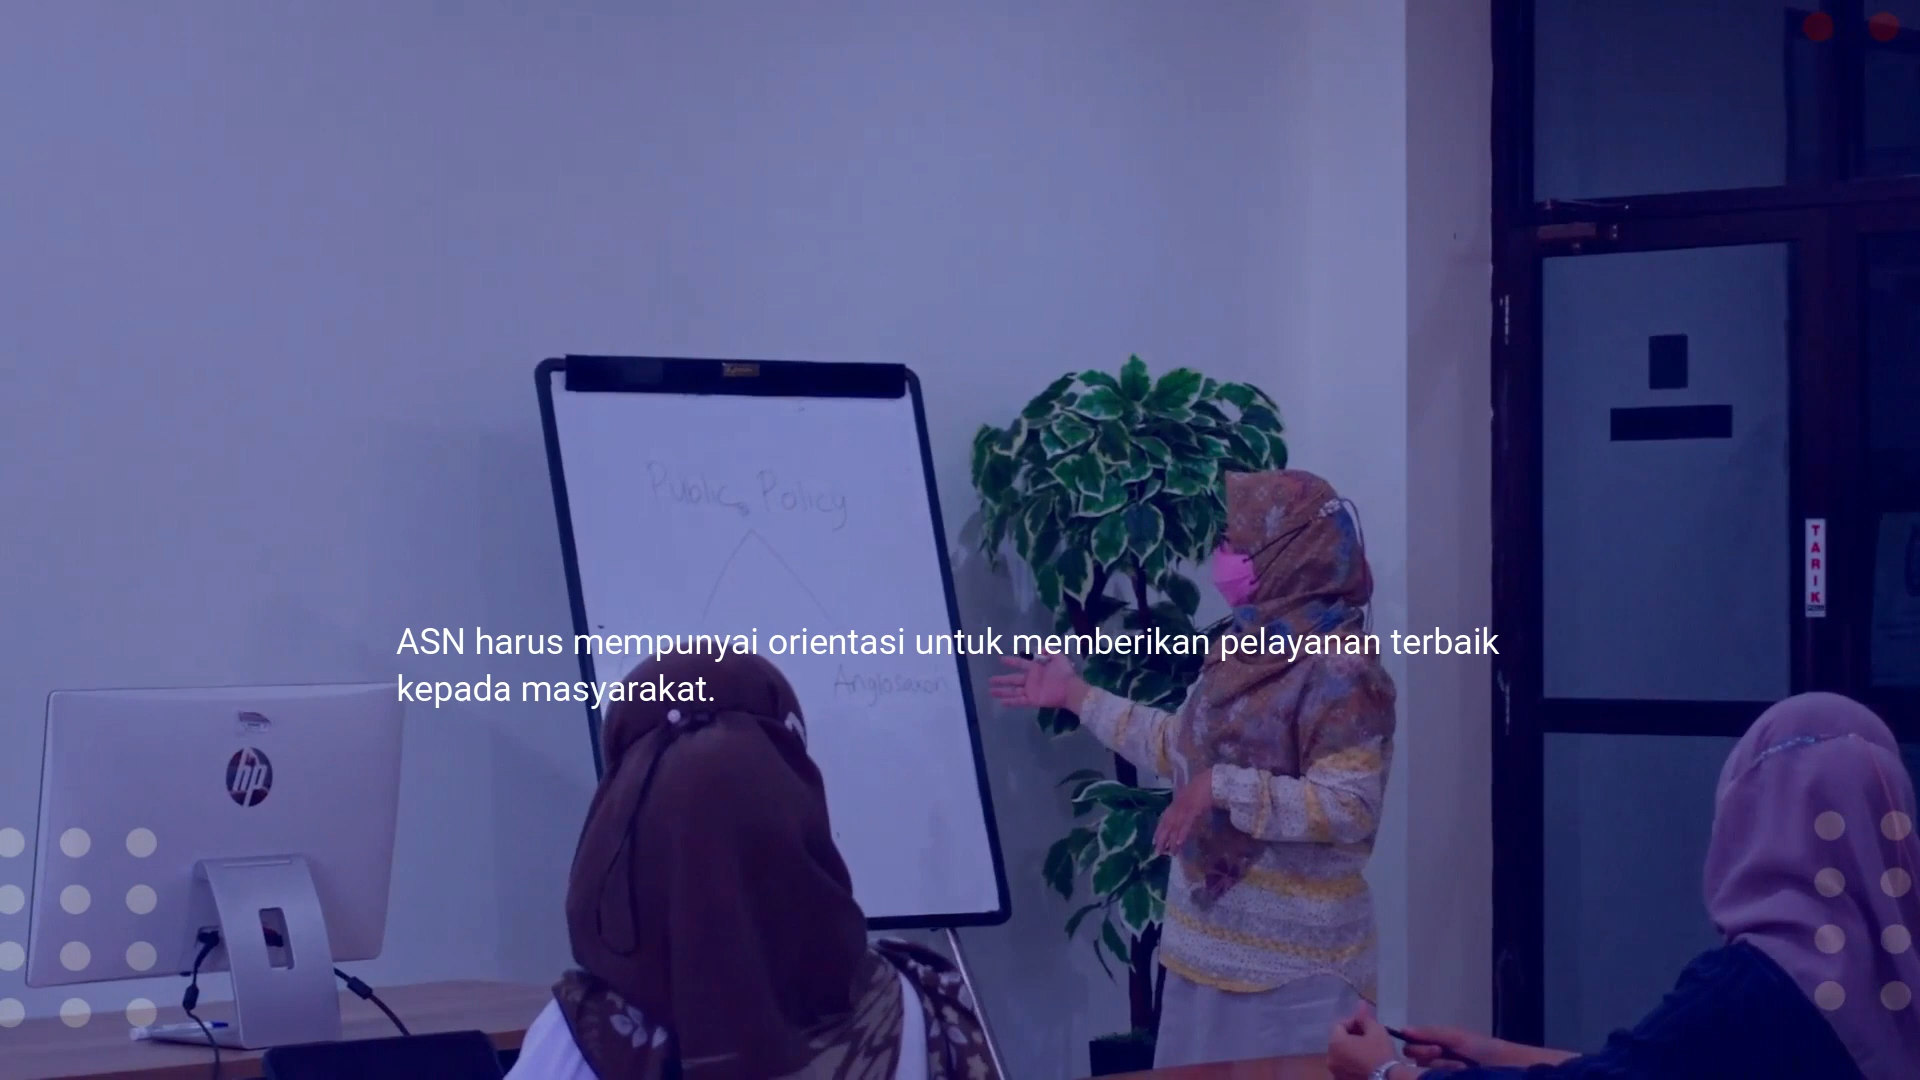 Public Policy
ASN harus mempunyai orientasi untuk memberikan pelayanan terbaik
kepada masyarakat.
Anglosaxon
hp
TARIK